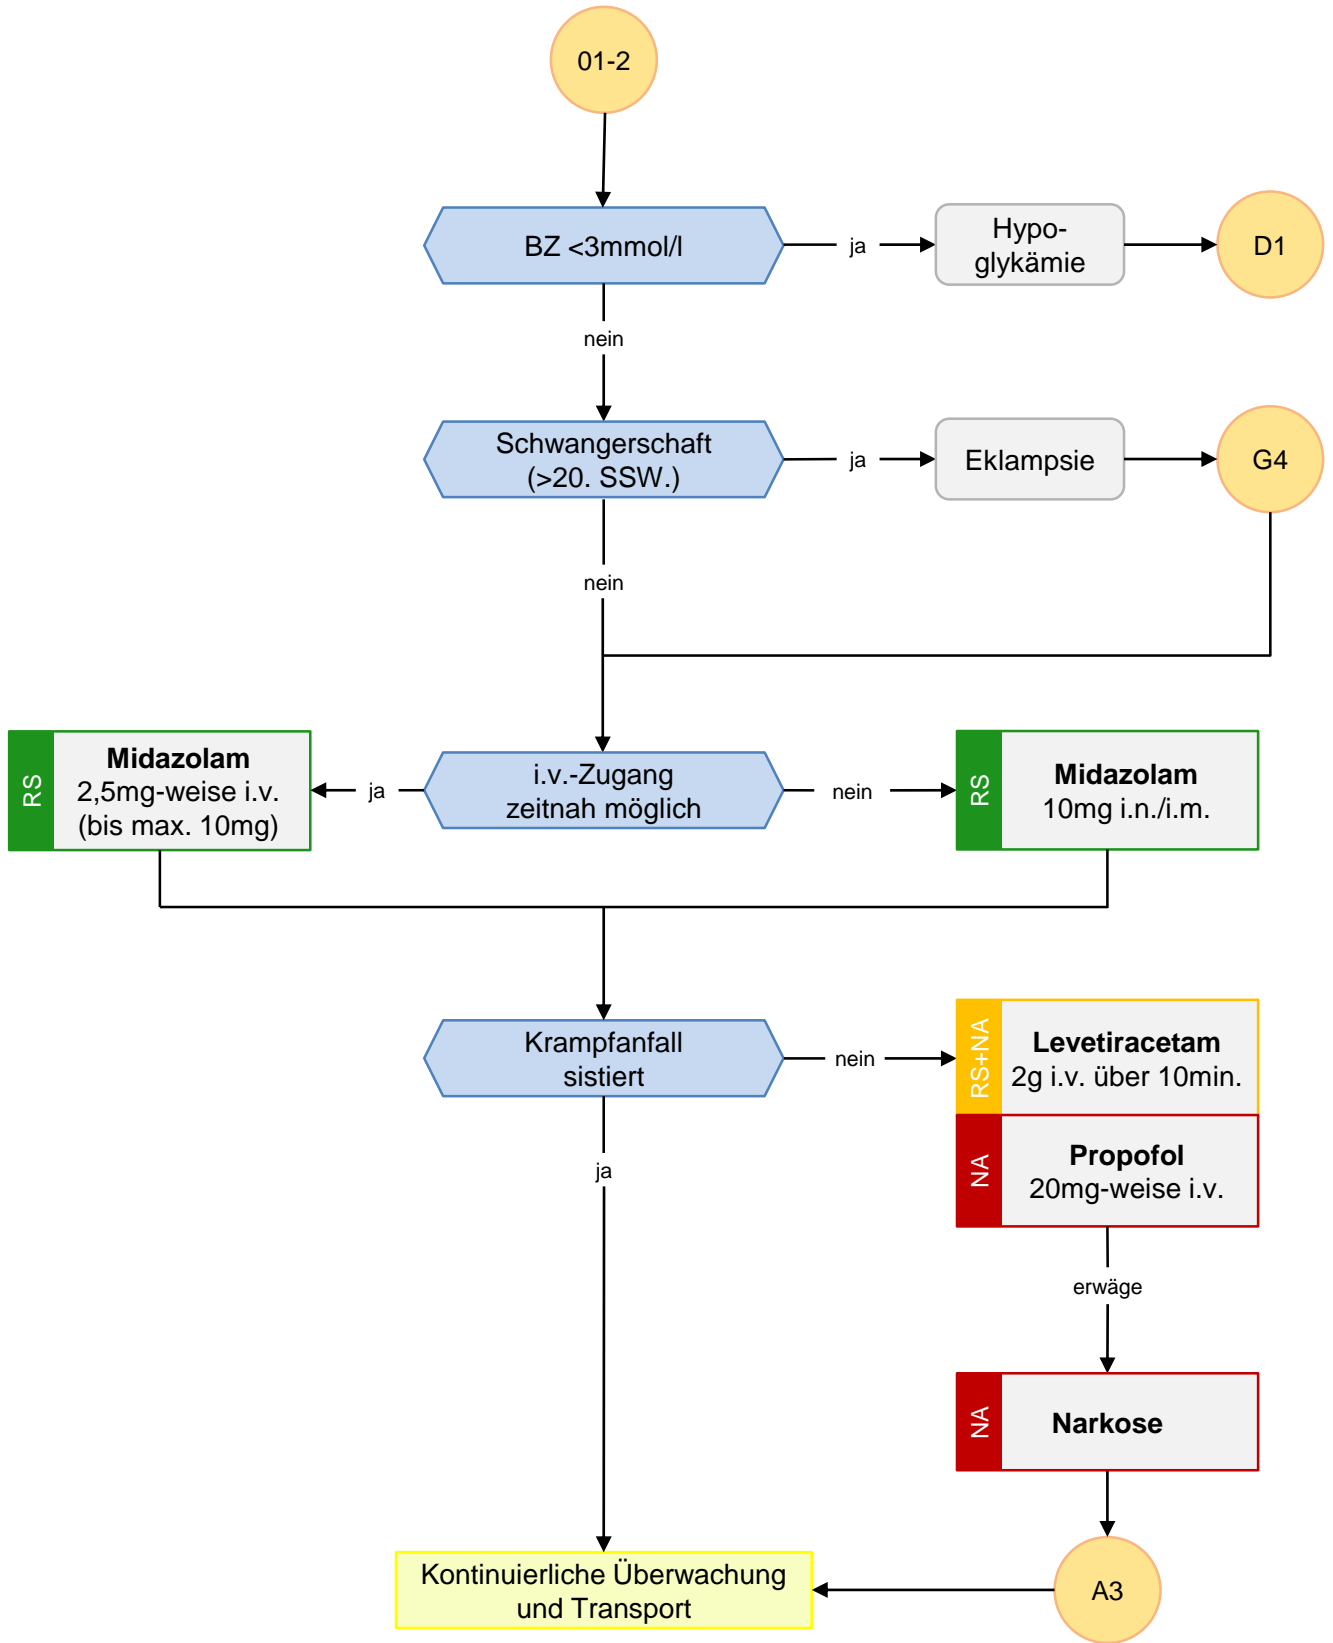 01-2
BZ <3mmol/l
ja
Hypo-
glykämie
D1
nein
Schwangerschaft
(>20. SSW.)
ja
Eklampsie
G4
nein
RS
Midazolam
2,5mg-weise i.v.
(bis max. 10mg)
ja
i.v.-Zugang
zeitnah möglich
nein
RS
Midazolam
10mg i.n./i.m.
Krampfanfall
sistiert
nein
RS+NA
Levetiracetam
2g i.v. über 10min.
ja
NA
Propofol
20mg-weise i.v.
erwäge
NA
Narkose
Kontinuierliche Überwachung
und Transport
A3